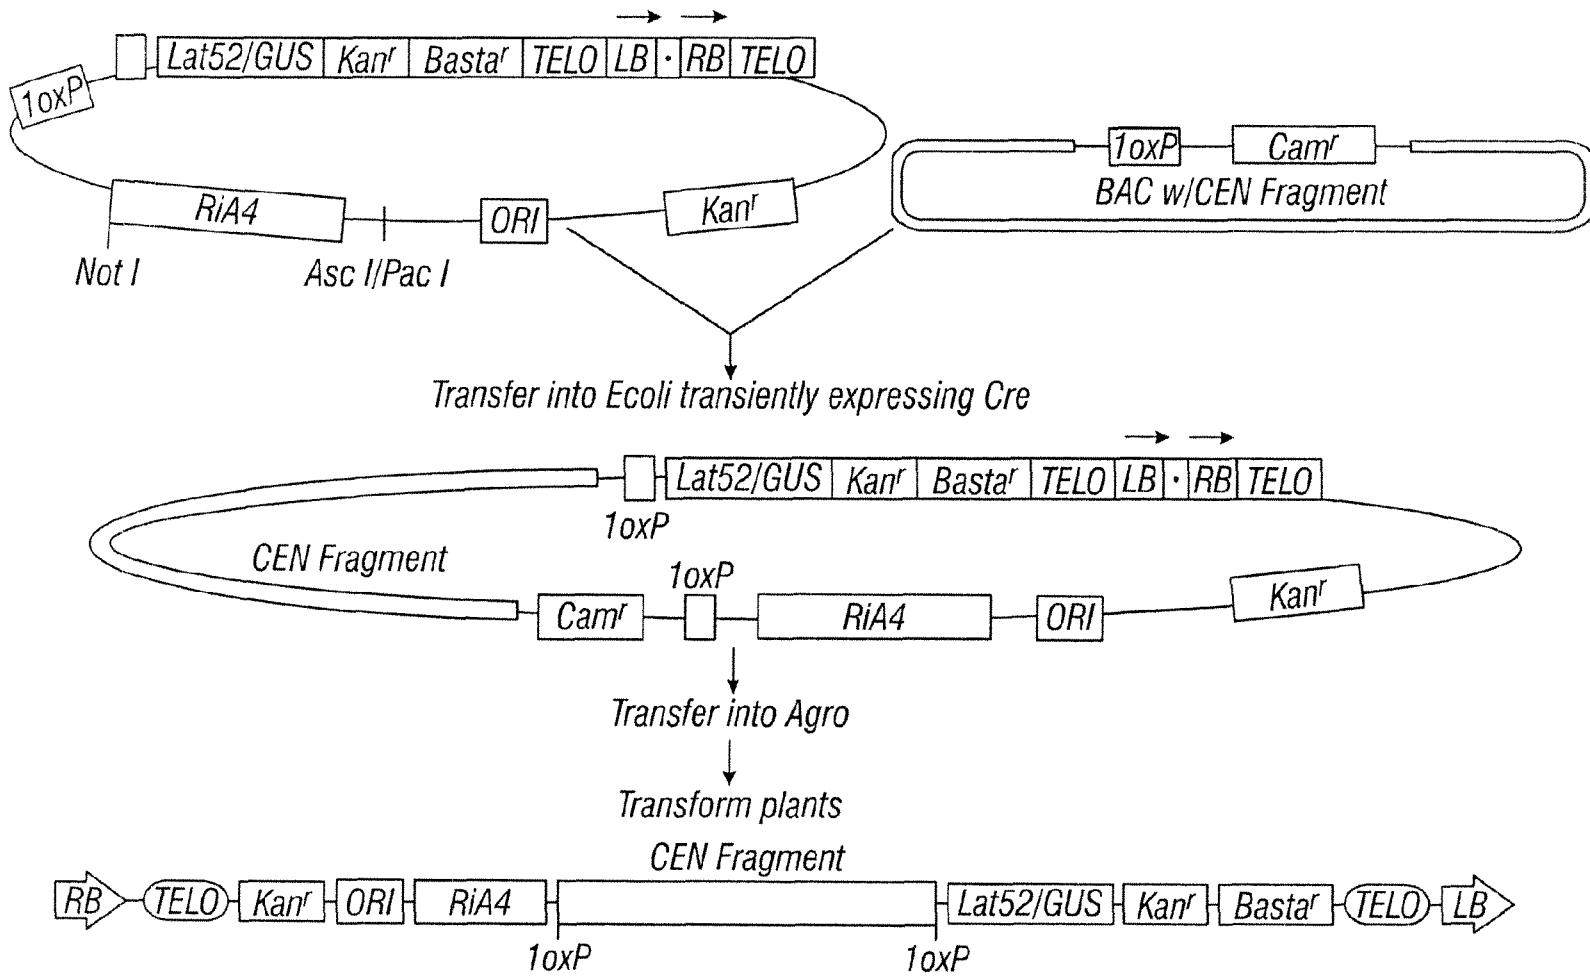 Lat52/GUS Kanʳ Bastaʳ TELO LB · RB TELO
1oxP
1oxP Camʳ
BAC w/CEN Fragment
RiA4
ORI
Kanʳ
Not I
Asc I/Pac I
Transfer into Ecoli transiently expressing Cre
Lat52/GUS Kanʳ Bastaʳ TELO LB · RB TELO
1oxP
CEN Fragment
1oxP
Camʳ
RiA4
ORI
Kanʳ
Transfer into Agro
Transform plants
CEN Fragment
RB TELO Kanʳ ORI RiA4 Lat52/GUS Kanʳ Bastaʳ TELO LB
1oxP 1oxP